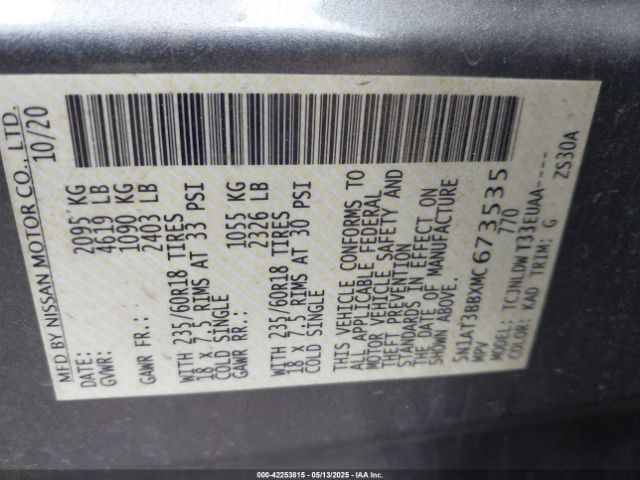 MFD BY NISSAN MOTOR CO., LTD.
10/20
2095 KG
GVWR: 4619 LB
1090 KG
GAWR FR.: 2403 LB
WITH 235/60R18 TIRES
18 X 7.5 RIMS AT 33 PSI
COLD SINGLE
1055 KG
GAWR RR.: 2326 LB
WITH 235/60R18 TIRES
18 X 7.5 RIMS AT 30 PSI
COLD SINGLE
THIS VEHICLE CONFORMS TO
ALL APPLICABLE FEDERAL
MOTOR VEHICLE SAFETY AND
THEFT PREVENTION
STANDARDS IN EFFECT ON
THE DATE OF MANUFACTURE
SHOWN ABOVE.
5N1AT3BBXMC673535
MPV 770
MODEL: TCJNLDWT33EUAA----
COLOR: KAD TRIM: G ZS30A
000-42253815 - 05/13/2025 - IAA Inc.